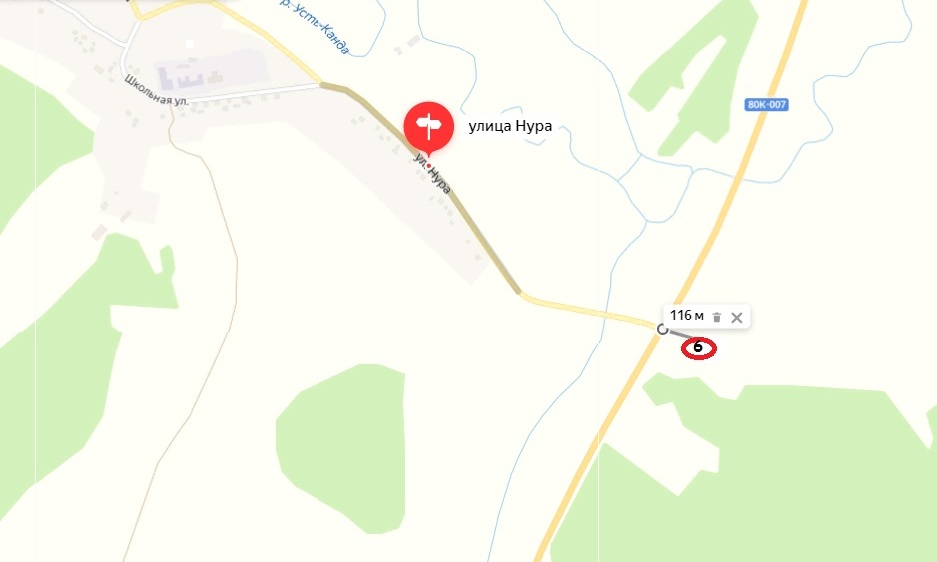 р. Усть-Канда
Школьная ул.
80К-007
улица Нура
ул. Нура
116 м
6